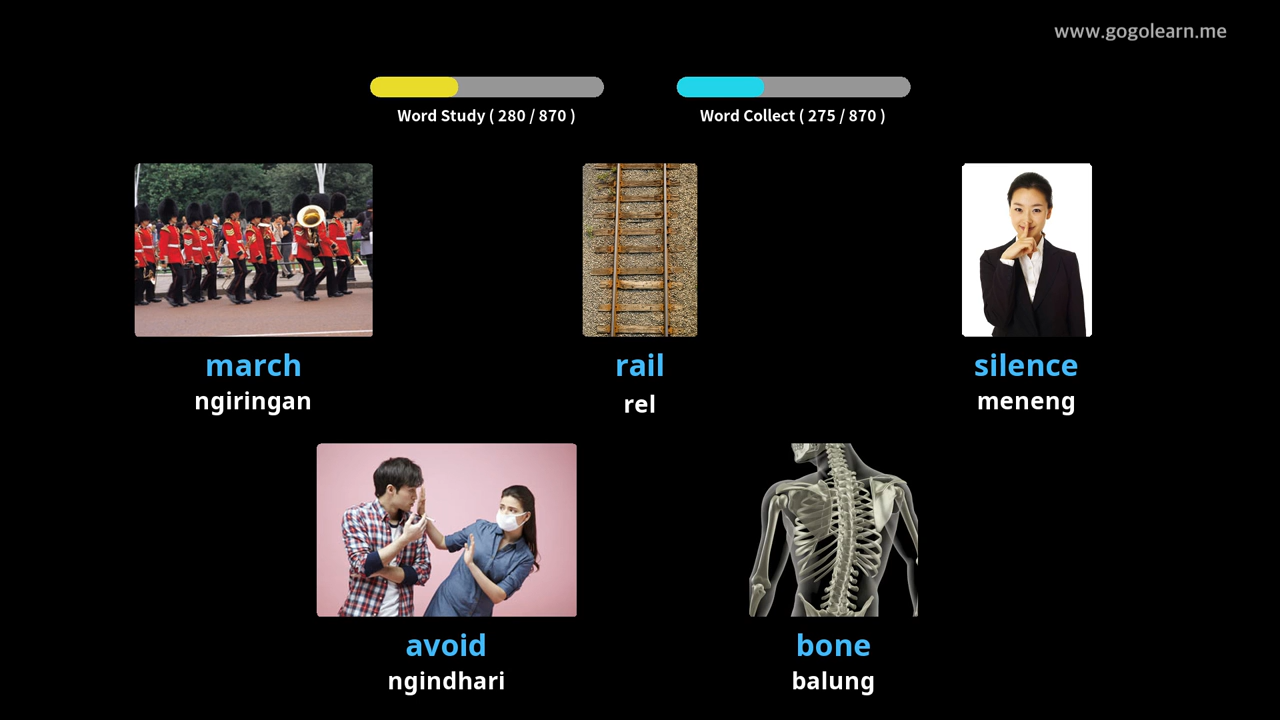 www.gogolearn.me
Word Study ( 280 / 870 )
Word Collect ( 275 / 870 )
march
ngiringan
rail
rel
silence
meneng
avoid
ngindhari
bone
balung